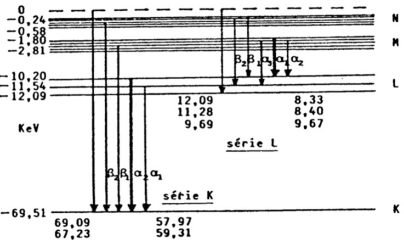 0
-0,24 N
-0,58
-1,80 M
-2,81
β₂ β₁ α₃ α₁ α₂
-10,20
-11,54 L
-12,09
12,09 8,33
KeV 11,28 8,40
9,69 9,67
série L
β₂ β₁ α₂ α₁
série K
-69,51 K
69,09 57,97
67,23 59,31